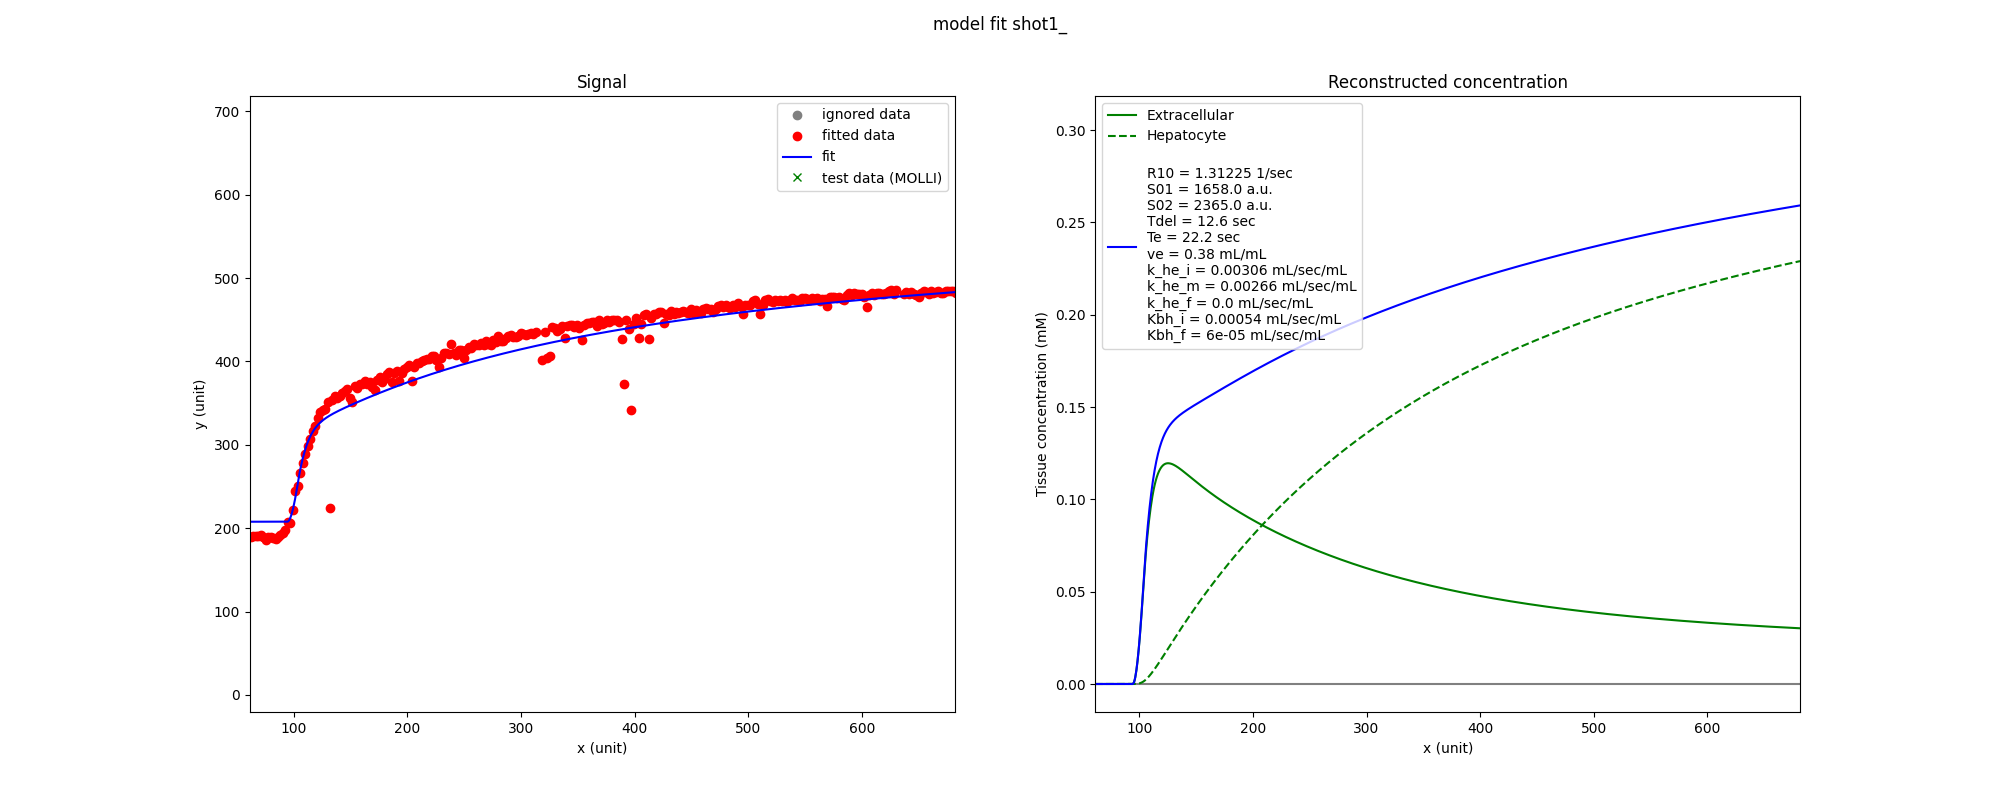 model fit shot1_
Signal
700
600
500
400
300
200
100
0
y (unit)
100 200 300 400 500 600
x (unit)
ignored data
fitted data
fit
test data (MOLLI)
Reconstructed concentration
0.30
0.25
0.20
0.15
0.10
0.05
0.00
Tissue concentration (mM)
100 200 300 400 500 600
x (unit)
Extracellular
Hepatocyte
R10 = 1.31225 1/sec
S01 = 1658.0 a.u.
S02 = 2365.0 a.u.
Tdel = 12.6 sec
Te = 22.2 sec
ve = 0.38 mL/mL
k_he_i = 0.00306 mL/sec/mL
k_he_m = 0.00266 mL/sec/mL
k_he_f = 0.0 mL/sec/mL
Kbh_i = 0.00054 mL/sec/mL
Kbh_f = 6e-05 mL/sec/mL